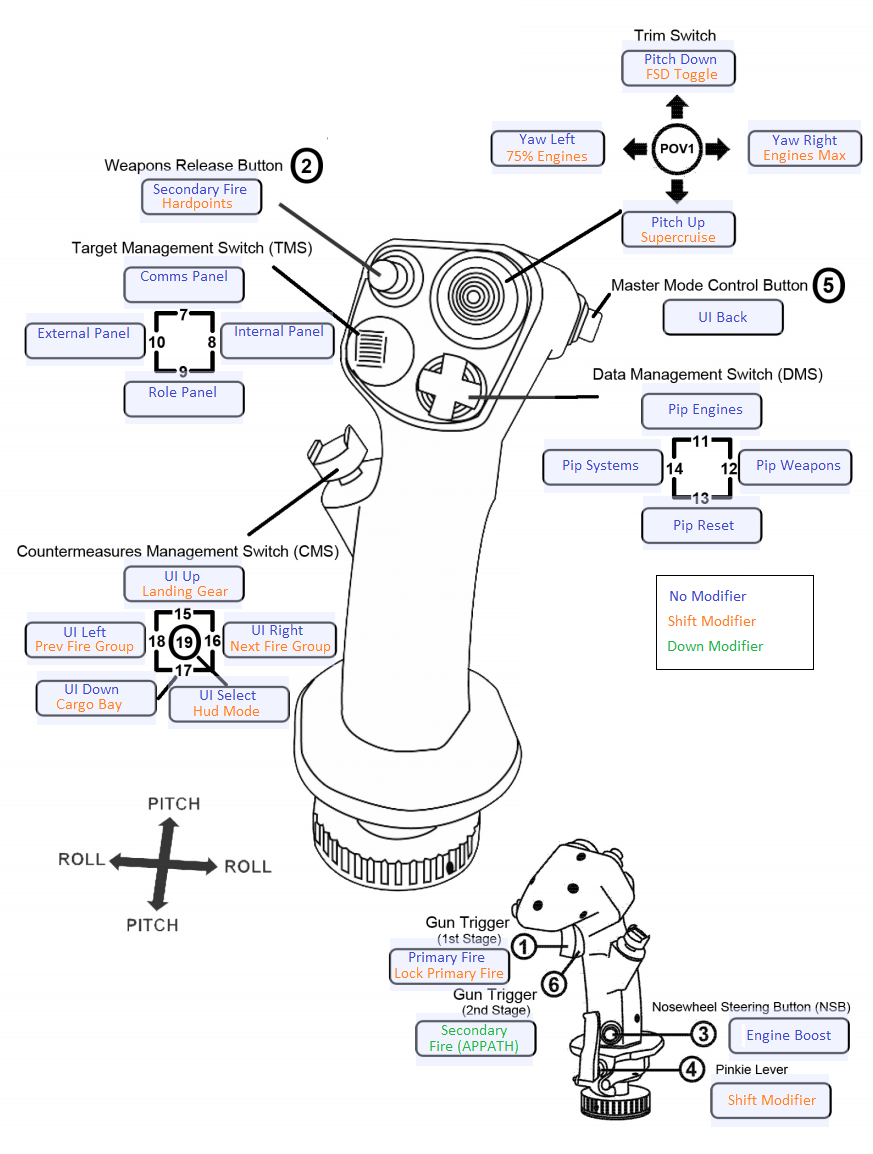 Trim Switch
Pitch Down
FSD Toggle
Yaw Left
75% Engines
POV1
Yaw Right
Engines Max
Pitch Up
Supercruise
Weapons Release Button 2
Secondary Fire
Hardpoints
Target Management Switch (TMS)
Comms Panel
7
External Panel
10
8
Internal Panel
9
Role Panel
Master Mode Control Button 5
UI Back
Data Management Switch (DMS)
Pip Engines
11
Pip Systems
14
12
Pip Weapons
13
Pip Reset
Countermeasures Management Switch (CMS)
UI Up
Landing Gear
15
UI Left
Prev Fire Group
18
19
16
UI Right
Next Fire Group
17
UI Down
Cargo Bay
UI Select
Hud Mode
No Modifier
Shift Modifier
Down Modifier
PITCH
ROLL
ROLL
PITCH
Gun Trigger
(1st Stage)
1
Primary Fire
Lock Primary Fire
6
Gun Trigger
(2nd Stage)
Secondary
Fire (APPATH)
Nosewheel Steering Button (NSB)
3
Engine Boost
4
Pinkie Lever
Shift Modifier